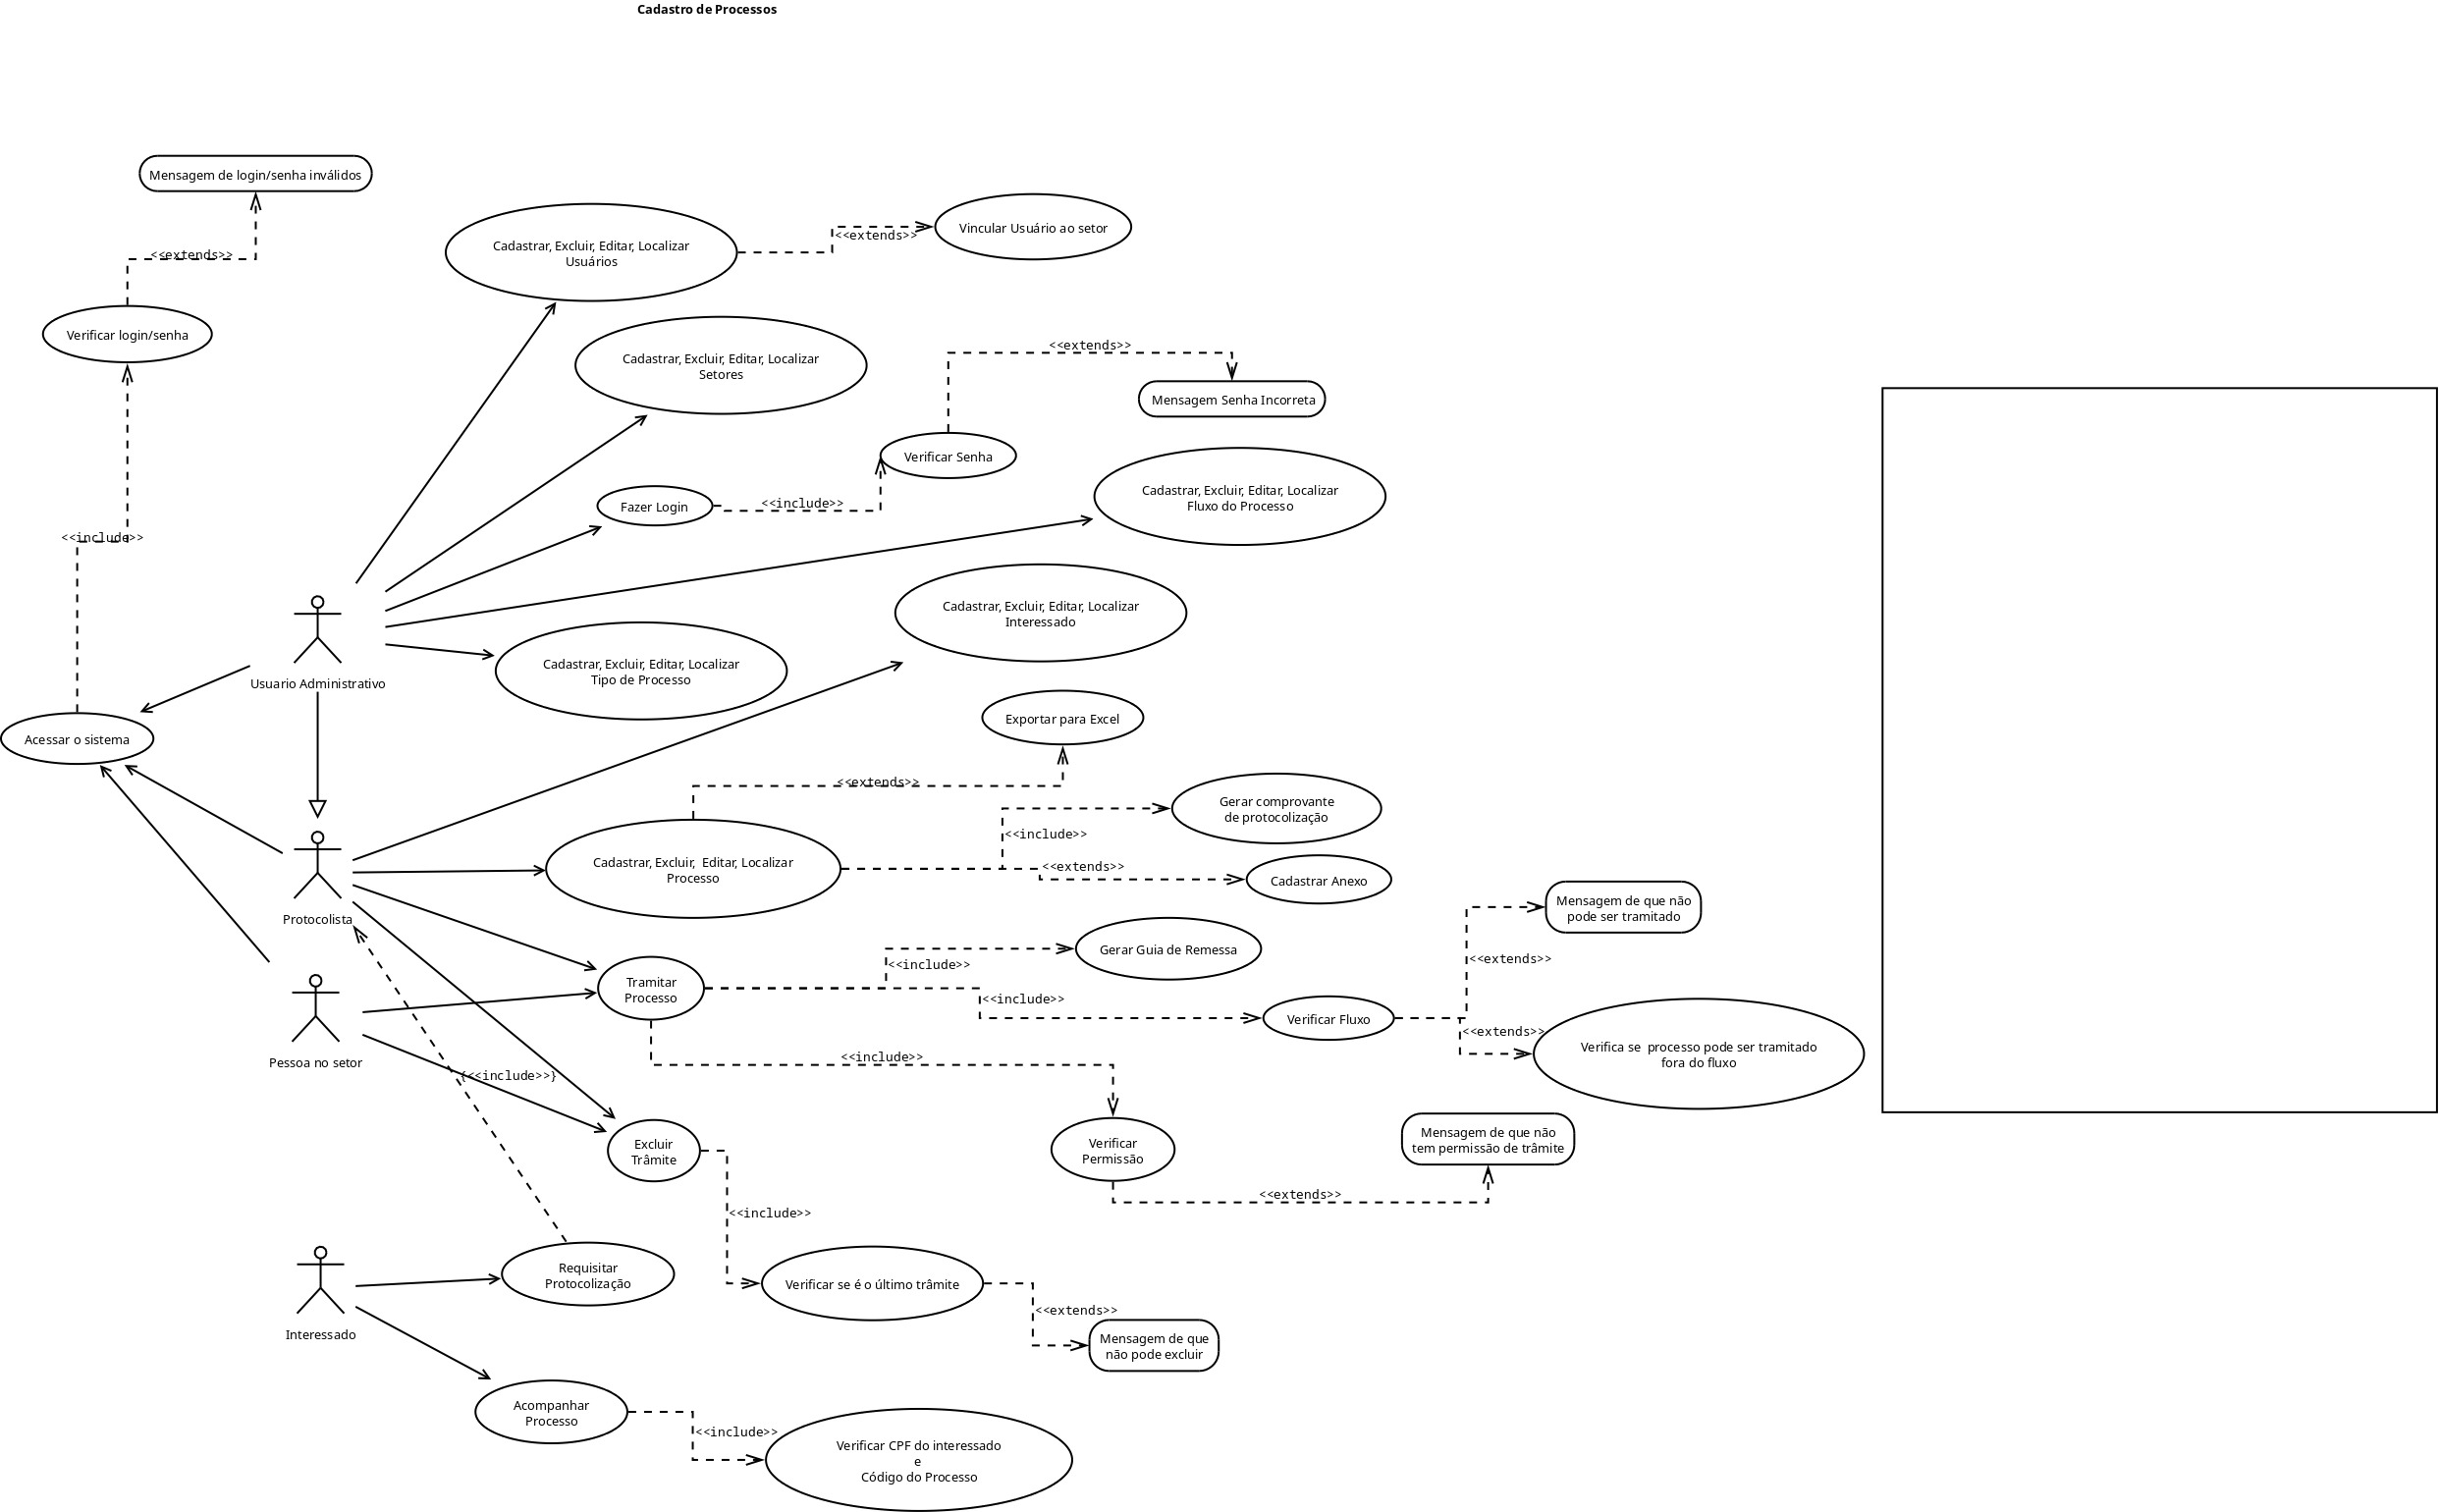 Cadastro de Processos
Mensagem de login/senha inválidos
<<extends>>
Verificar login/senha
<<include>>
Acessar o sistema
Cadastrar, Excluir, Editar, Localizar
Usuários
<<extends>>
Vincular Usuário ao setor
Cadastrar, Excluir, Editar, Localizar
Setores
<<extends>>
Mensagem Senha Incorreta
Verificar Senha
Fazer Login
<<include>>
Cadastrar, Excluir, Editar, Localizar
Fluxo do Processo
Cadastrar, Excluir, Editar, Localizar
Interessado
Usuario Administrativo
Cadastrar, Excluir, Editar, Localizar
Tipo de Processo
Exportar para Excel
<<extends>>
Gerar comprovante
de protocolização
<<include>>
Cadastrar, Excluir,  Editar, Localizar
Processo
<<extends>>
Cadastrar Anexo
Protocolista
Mensagem de que não
pode ser tramitado
<<extends>>
Gerar Guia de Remessa
<<include>>
Tramitar
Processo
<<include>>
Verificar Fluxo
<<extends>>
Verifica se  processo pode ser tramitado
fora do fluxo
Pessoa no setor
<<include>>
{<<include>>}
Excluir
Trâmite
Verificar
Permissão
Mensagem de que não
tem permissão de trâmite
<<extends>>
<<include>>
Requisitar
Protocolização
Verificar se é o último trâmite
<<extends>>
Interessado
Mensagem de que
não pode excluir
Acompanhar
Processo
<<include>>
Verificar CPF do interessado
e
Código do Processo